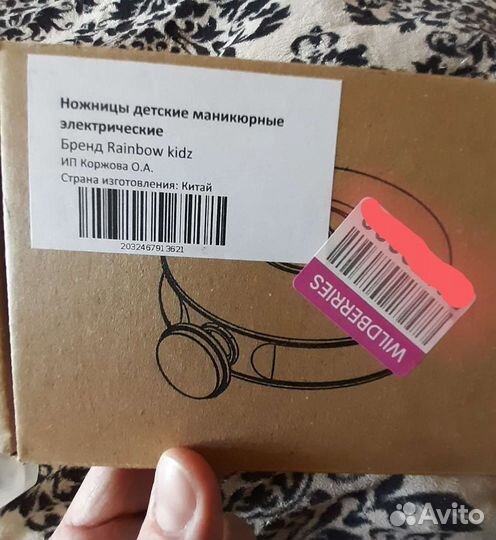 Ножницы детские маникюрные
электрические
Бренд Rainbow kidz
ИП Коржова О.А.
Страна изготовления: Китай
2032467913621
WILDBERRIES
Avito